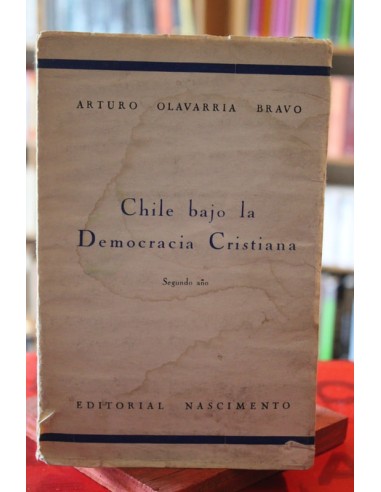 ARTURO OLAVARRIA BRAVO
Chile bajo la
Democracia Cristiana
Segundo año
EDITORIAL NASCIMENTO